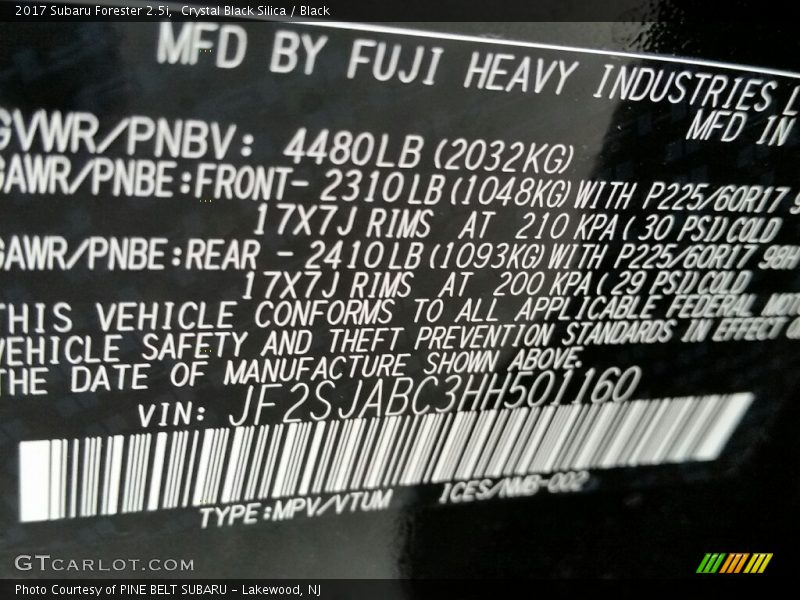 2017 Subaru Forester 2.5i,  Crystal Black Silica / Black
MFD BY FUJI HEAVY INDUSTRIES L
MFD IN
GVWR/PNBV: 4480LB (2032KG)
GAWR/PNBE:FRONT- 2310LB (1048KG) WITH P225/60R17 9
17X7J RIMS AT 210 KPA ( 30 PSI) COLD
GAWR/PNBE:REAR - 2410LB (1093KG) WITH P225/60R17 98H
17X7J RIMS AT 200 KPA ( 29 PSI) COLD
THIS VEHICLE CONFORMS TO ALL APPLICABLE FEDERAL MOTO
VEHICLE SAFETY AND THEFT PREVENTION STANDARDS IN EFFECT O
THE DATE OF MANUFACTURE SHOWN ABOVE.
VIN: JF2SJABC3HH501160
TYPE:MPV/VTUM ICES/NMB-002
GTCARLOT.COM
Photo Courtesy of PINE BELT SUBARU - Lakewood, NJ